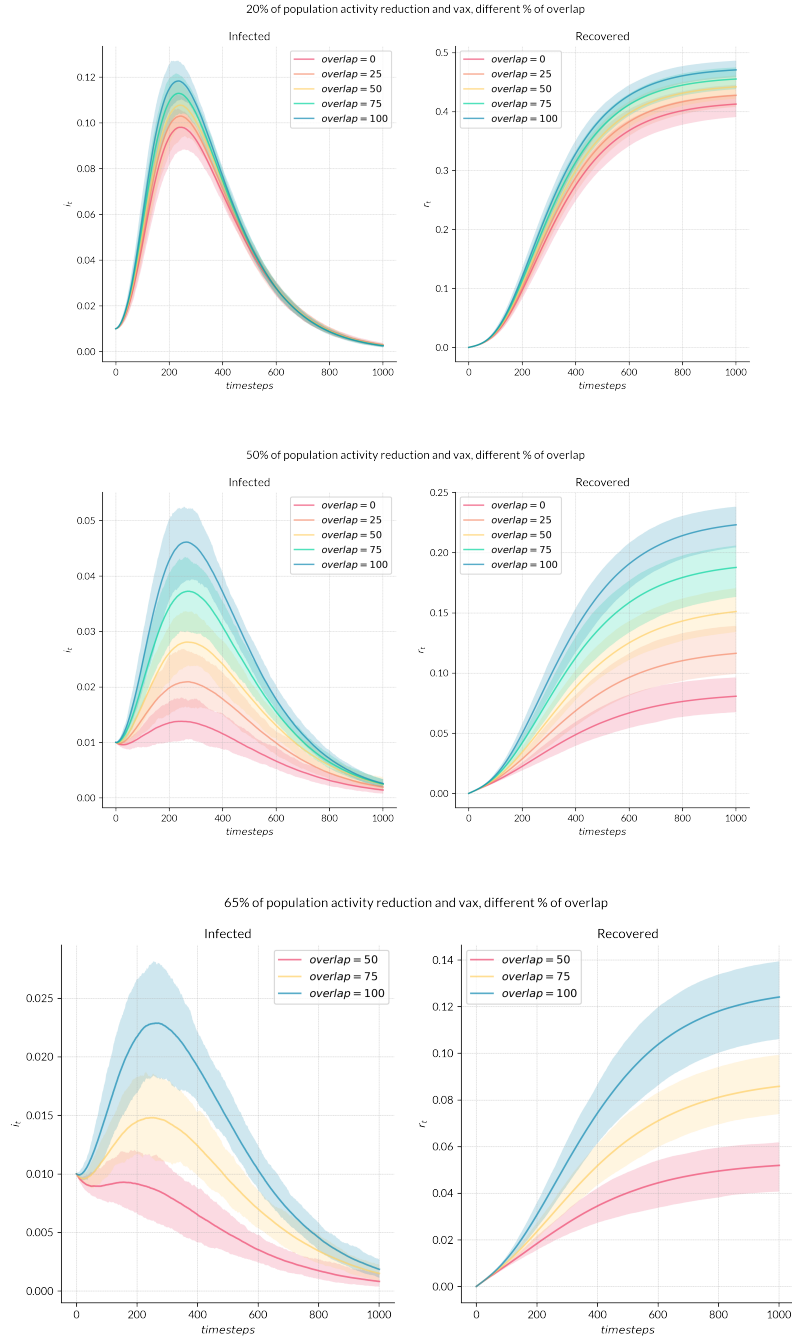 20% of population activity reduction and vax, different % of overlap
Infected
Recovered
overlap = 0
overlap = 25
overlap = 50
overlap = 75
overlap = 100
0.12
0.10
0.08
0.06
0.04
0.02
0.00
i_t
0 200 400 600 800 1000
timesteps
overlap = 0
overlap = 25
overlap = 50
overlap = 75
overlap = 100
0.5
0.4
0.3
0.2
0.1
0.0
r_t
0 200 400 600 800 1000
timesteps
50% of population activity reduction and vax, different % of overlap
Infected
Recovered
overlap = 0
overlap = 25
overlap = 50
overlap = 75
overlap = 100
0.05
0.04
0.03
0.02
0.01
0.00
i_t
0 200 400 600 800 1000
timesteps
overlap = 0
overlap = 25
overlap = 50
overlap = 75
overlap = 100
0.25
0.20
0.15
0.10
0.05
0.00
r_t
0 200 400 600 800 1000
timesteps
65% of population activity reduction and vax, different % of overlap
Infected
Recovered
overlap = 50
overlap = 75
overlap = 100
0.025
0.020
0.015
0.010
0.005
0.000
i_t
0 200 400 600 800 1000
timesteps
overlap = 50
overlap = 75
overlap = 100
0.14
0.12
0.10
0.08
0.06
0.04
0.02
0.00
r_t
0 200 400 600 800 1000
timesteps